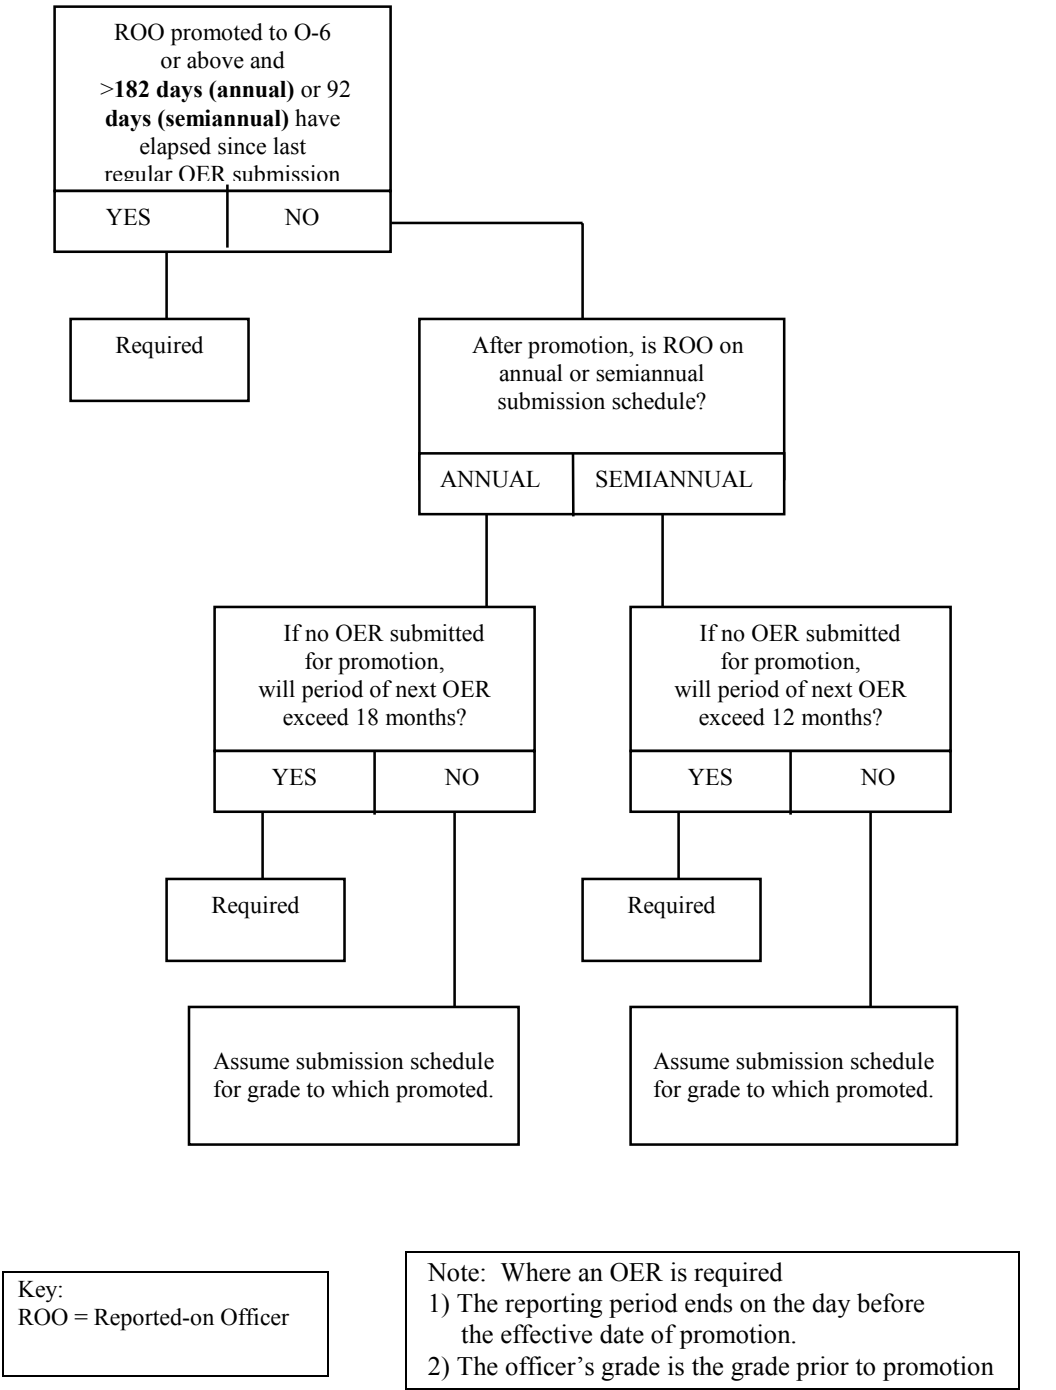 ROO promoted to O-6
or above and
>182 days (annual) or 92
days (semiannual) have
elapsed since last
regular OER submission
YES NO
Required
After promotion, is ROO on
annual or semiannual
submission schedule?
ANNUAL SEMIANNUAL
If no OER submitted
for promotion,
will period of next OER
exceed 18 months?
YES NO
If no OER submitted
for promotion,
will period of next OER
exceed 12 months?
YES NO
Required
Required
Assume submission schedule
for grade to which promoted.
Assume submission schedule
for grade to which promoted.
Key:
ROO = Reported-on Officer
Note: Where an OER is required
1) The reporting period ends on the day before
the effective date of promotion.
2) The officer’s grade is the grade prior to promotion